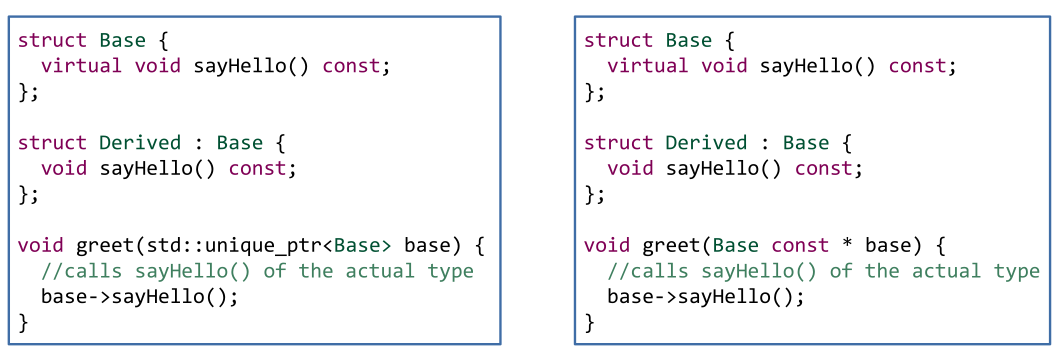 struct Base {
  virtual void sayHello() const;
};

struct Derived : Base {
  void sayHello() const;
};

void greet(std::unique_ptr<Base> base) {
  //calls sayHello() of the actual type
  base->sayHello();
}

struct Base {
  virtual void sayHello() const;
};

struct Derived : Base {
  void sayHello() const;
};

void greet(Base const * base) {
  //calls sayHello() of the actual type
  base->sayHello();
}